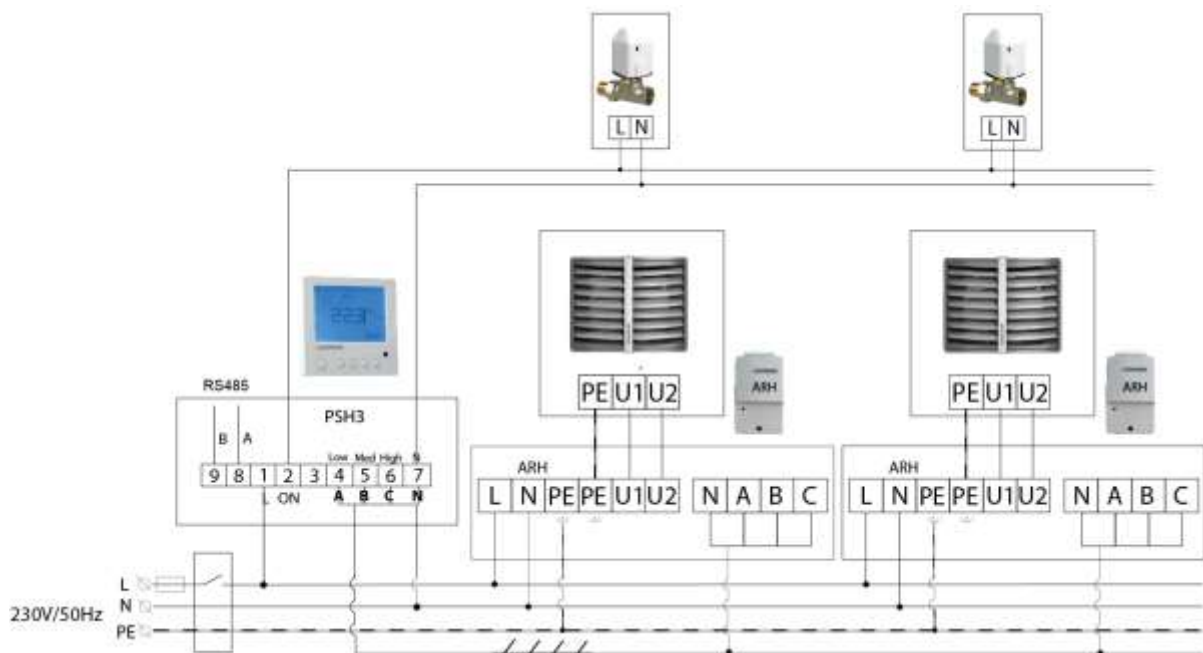 L N
L N
223
ARH
ARH
PE U1 U2
PE U1 U2
RS485
PSH3
B A
Low Med High N
9 8 1 2 3 4 5 6 7
L ON A B C N
ARH
L N PE PE U1 U2
N A B C
ARH
L N PE PE U1 U2
N A B C
L
N
230V/50Hz
PE